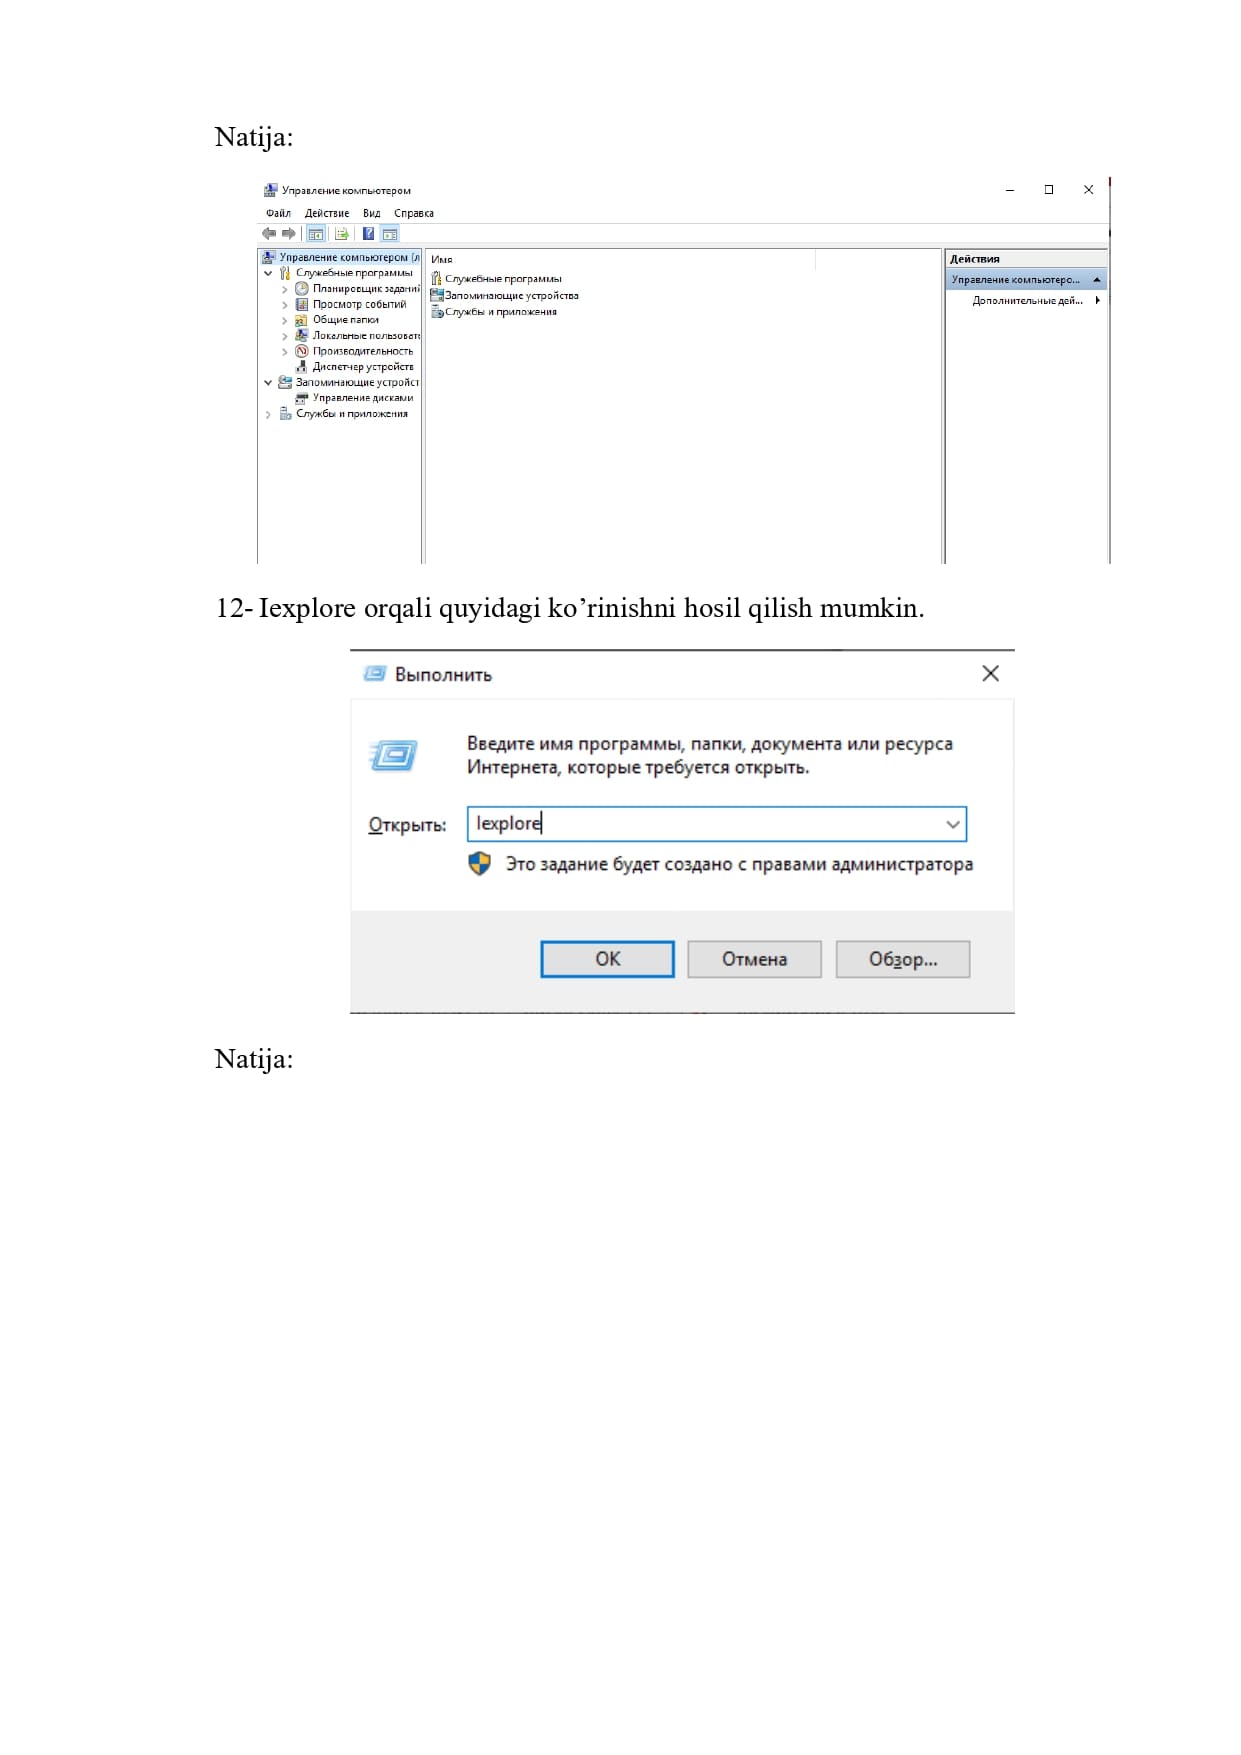 Natija:
Управление компьютером
Файл Действие Вид Справка
Управление компьютером (л
Служебные программы
Планировщик заданий
Просмотр событий
Общие папки
Локальные пользовате
Производительность
Диспетчер устройств
Запоминающие устройст
Управление дисками
Службы и приложения
Имя
Служебные программы
Запоминающие устройства
Службы и приложения
Действия
Управление компьютеро...
Дополнительные дей...
12- Iexplore orqali quyidagi ko’rinishni hosil qilish mumkin.
Выполнить
Введите имя программы, папки, документа или ресурса
Интернета, которые требуется открыть.
Открыть: Iexplore
Это задание будет создано с правами администратора
ОК Отмена Обзор...
Natija: